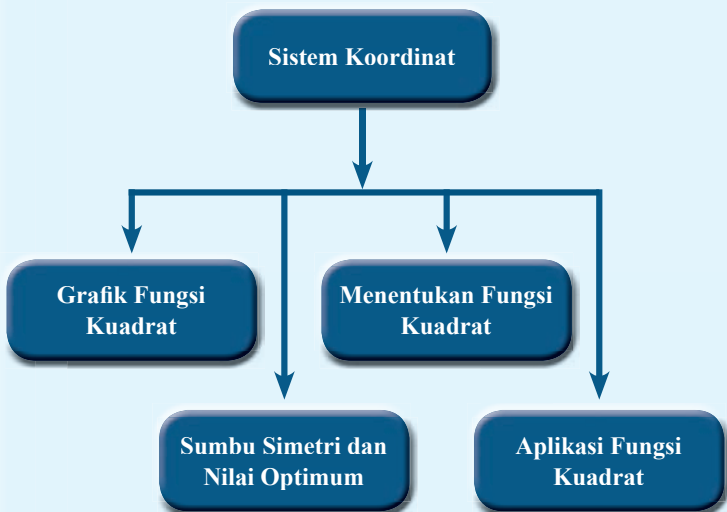 Sistem Koordinat
Grafik Fungsi
Kuadrat
Menentukan Fungsi
Kuadrat
Sumbu Simetri dan
Nilai Optimum
Aplikasi Fungsi
Kuadrat